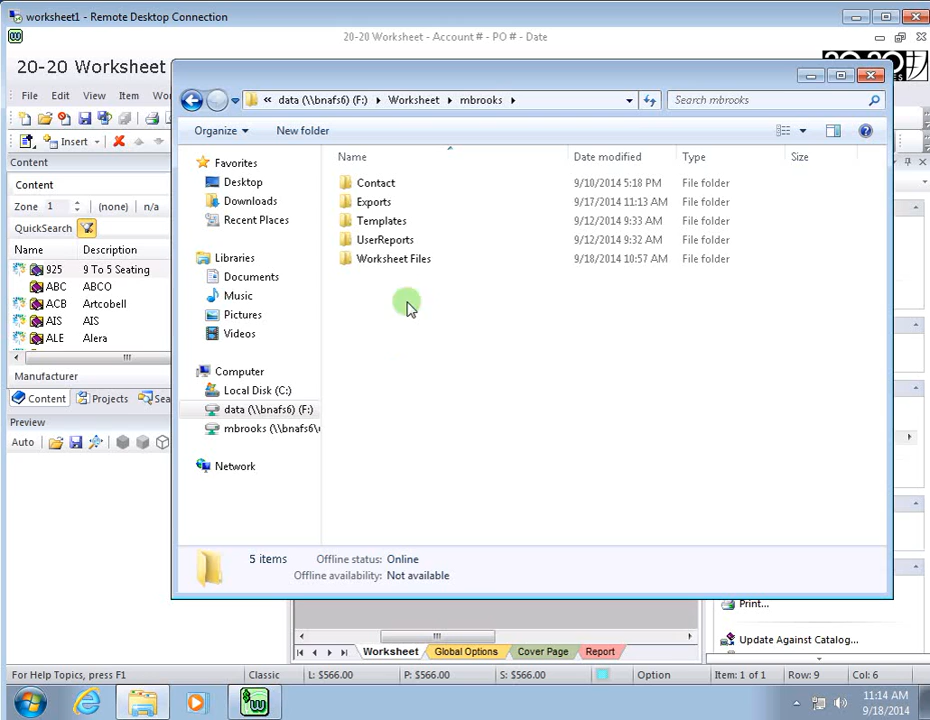 worksheet1 - Remote Desktop Connection
20-20 Worksheet - Account # - PO # - Date
20-20 Worksheet
File Edit View Item
« data (\\bnafs6) (F:) Worksheet mbrooks
Search mbrooks
Organize New folder
Insert
Content
Content
Zone 1 (none) n/a
QuickSearch
Name Description
925 9 To 5 Seating
ABC ABCO
ACB Artcobell
AIS AIS
ALE Alera
Manufacturer
Content Projects
Preview
Auto
Favorites
Desktop
Downloads
Recent Places
Libraries
Documents
Music
Pictures
Videos
Computer
Local Disk (C:)
data (\\bnafs6) (F:)
mbrooks (\\bnafs6\
Network
Name Date modified Type Size
Contact 9/10/2014 5:18 PM File folder
Exports 9/17/2014 11:13 AM File folder
Templates 9/12/2014 9:33 AM File folder
UserReports 9/12/2014 9:32 AM File folder
Worksheet Files 9/18/2014 10:57 AM File folder
5 items Offline status: Online
Offline availability: Not available
Print...
Update Against Catalog...
Worksheet Global Options Cover Page Report
For Help Topics, press F1 Classic L: $566.00 P: $566.00 S: $566.00 Option Item: 1 of 1 Row: 9 Col: 6
11:14 AM
9/18/2014